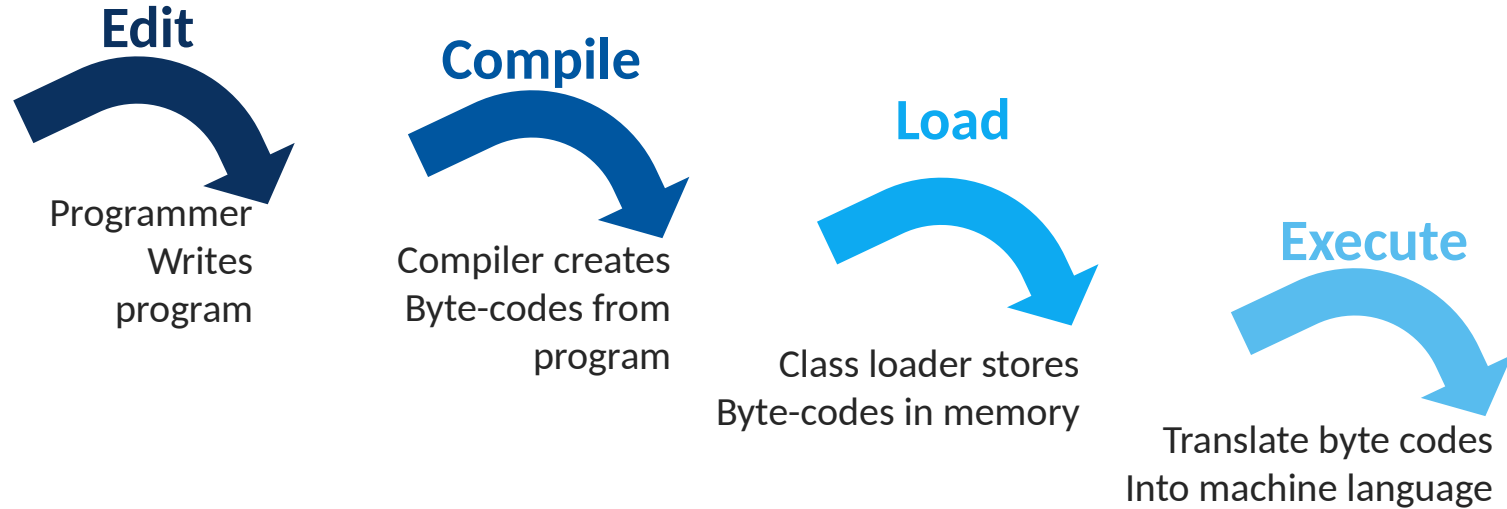 Edit
Programmer
Writes
program
Compile
Compiler creates
Byte-codes from
program
Load
Class loader stores
Byte-codes in memory
Execute
Translate byte codes
Into machine language